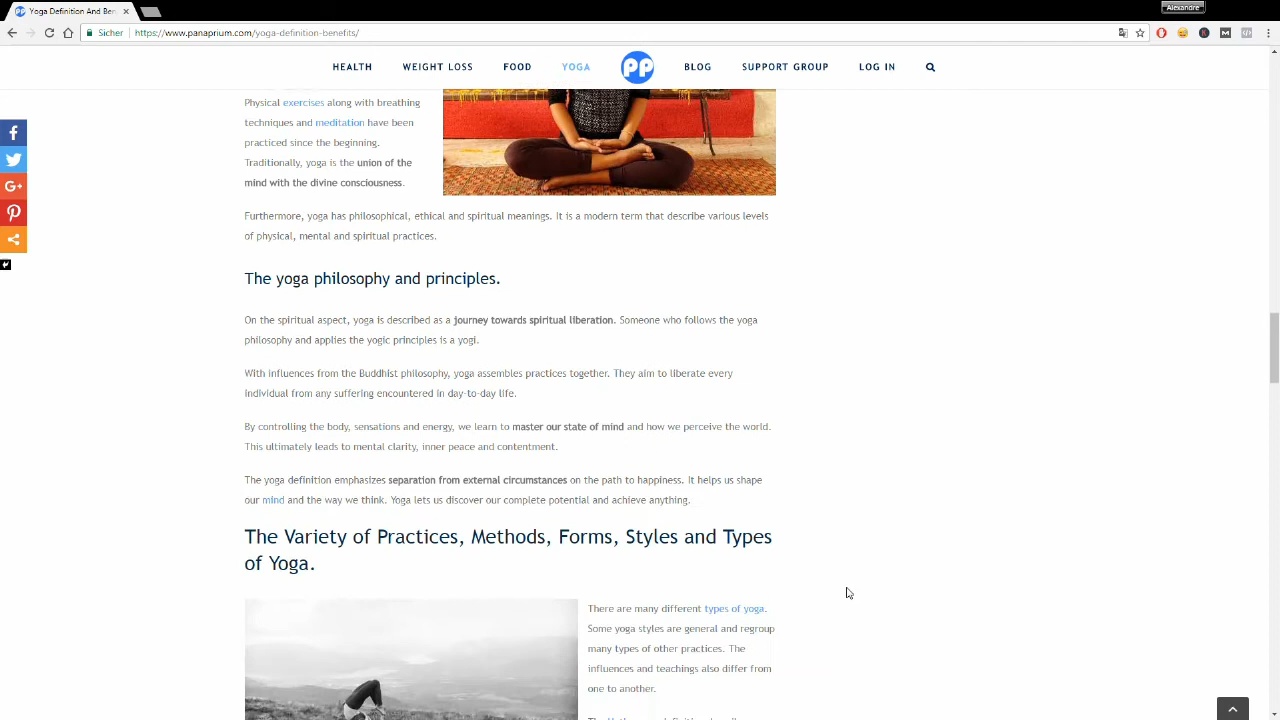 Yoga Definition And Ben
Alexandre
Sicher
https://www.panaprium.com/yoga-definition-benefits/
HEALTH WEIGHT LOSS FOOD YOGA PP BLOG SUPPORT GROUP LOG IN
Physical exercises along with breathing
techniques and meditation have been
practiced since the beginning.
Traditionally, yoga is the union of the
mind with the divine consciousness.
Furthermore, yoga has philosophical, ethical and spiritual meanings. It is a modern term that describe various levels
of physical, mental and spiritual practices.
The yoga philosophy and principles.
On the spiritual aspect, yoga is described as a journey towards spiritual liberation. Someone who follows the yoga
philosophy and applies the yogic principles is a yogi.
With influences from the Buddhist philosophy, yoga assembles practices together. They aim to liberate every
individual from any suffering encountered in day-to-day life.
By controlling the body, sensations and energy, we learn to master our state of mind and how we perceive the world.
This ultimately leads to mental clarity, inner peace and contentment.
The yoga definition emphasizes separation from external circumstances on the path to happiness. It helps us shape
our mind and the way we think. Yoga lets us discover our complete potential and achieve anything.
The Variety of Practices, Methods, Forms, Styles and Types
of Yoga.
There are many different types of yoga.
Some yoga styles are general and regroup
many types of other practices. The
influences and teachings also differ from
one to another.